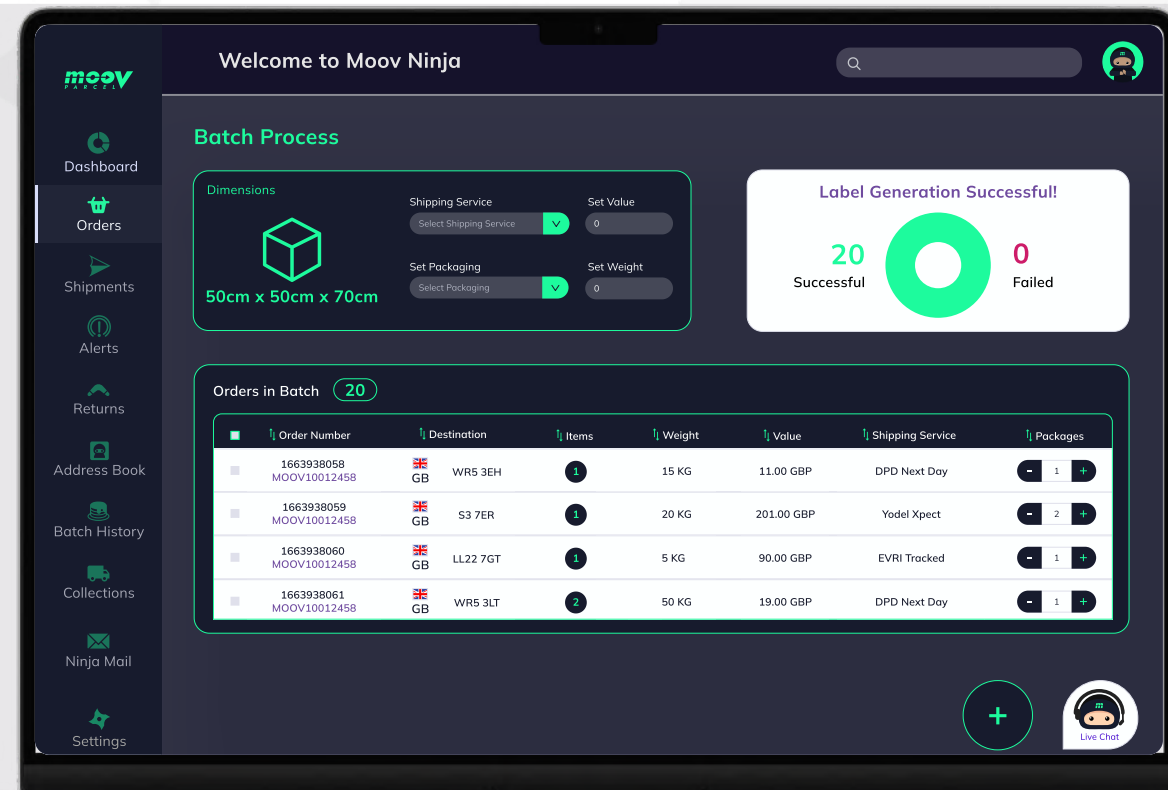 moov
PARCEL
Welcome to Moov Ninja
Dashboard
Orders
Shipments
Alerts
Returns
Address Book
Batch History
Collections
Ninja Mail
Settings
Batch Process
Dimensions
50cm x 50cm x 70cm
Shipping Service
Select Shipping Service
V
Set Value
0
Set Packaging
Select Packaging
V
Set Weight
0
Label Generation Successful!
20
Successful
0
Failed
Orders in Batch 20
Order Number Destination Items Weight Value Shipping Service Packages
1663938058
MOOV10012458
GB WR5 3EH 1 15 KG 11.00 GBP DPD Next Day - 1 +
1663938059
MOOV10012458
GB S3 7ER 1 20 KG 201.00 GBP Yodel Xpect - 2 +
1663938060
MOOV10012458
GB LL22 7GT 1 5 KG 90.00 GBP EVRI Tracked - 1 +
1663938061
MOOV10012458
GB WR5 3LT 2 50 KG 19.00 GBP DPD Next Day - 1 +
+
m
Live Chat